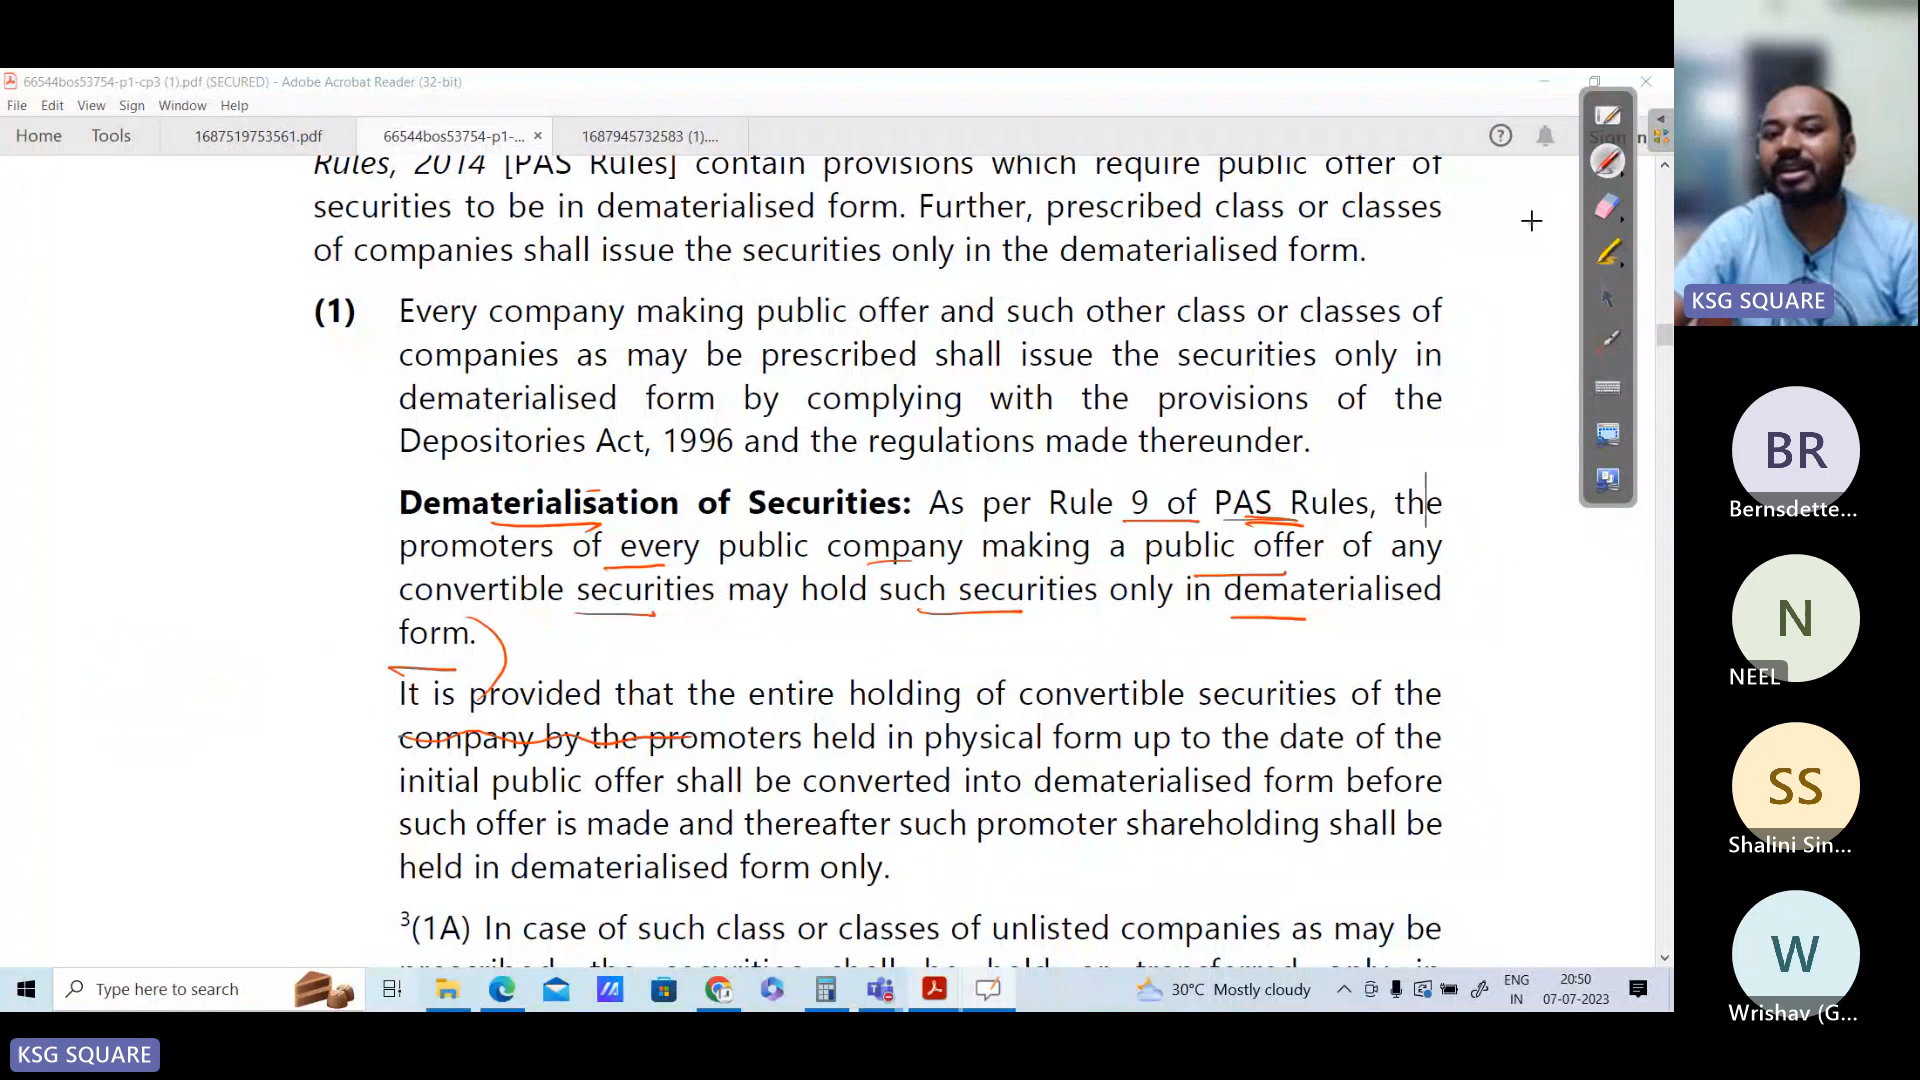 66544bos53754-p1-cp3 (1).pdf (SECURED) - Adobe Acrobat Reader (32-bit)
File Edit View Sign Window Help
Home Tools 1687519753561.pdf 66544bos53754-p1-... × 1687945732583 (1)....
Rules, 2014 [PAS Rules] contain provisions which require public offer of
securities to be in dematerialised form. Further, prescribed class or classes
of companies shall issue the securities only in the dematerialised form.
(1) Every company making public offer and such other class or classes of
companies as may be prescribed shall issue the securities only in
dematerialised form by complying with the provisions of the
Depositories Act, 1996 and the regulations made thereunder.
Dematerialisation of Securities: As per Rule 9 of PAS Rules, the
promoters of every public company making a public offer of any
convertible securities may hold such securities only in dematerialised
form.
It is provided that the entire holding of convertible securities of the
company by the promoters held in physical form up to the date of the
initial public offer shall be converted into dematerialised form before
such offer is made and thereafter such promoter shareholding shall be
held in dematerialised form only.
3(1A) In case of such class or classes of unlisted companies as may be
KSG SQUARE
BR
Bernsdette...
N
NEEL
SS
Shalini Sin...
W
Wrishav (G...
Type here to search
30°C Mostly cloudy
ENG
IN
20:50
07-07-2023
KSG SQUARE